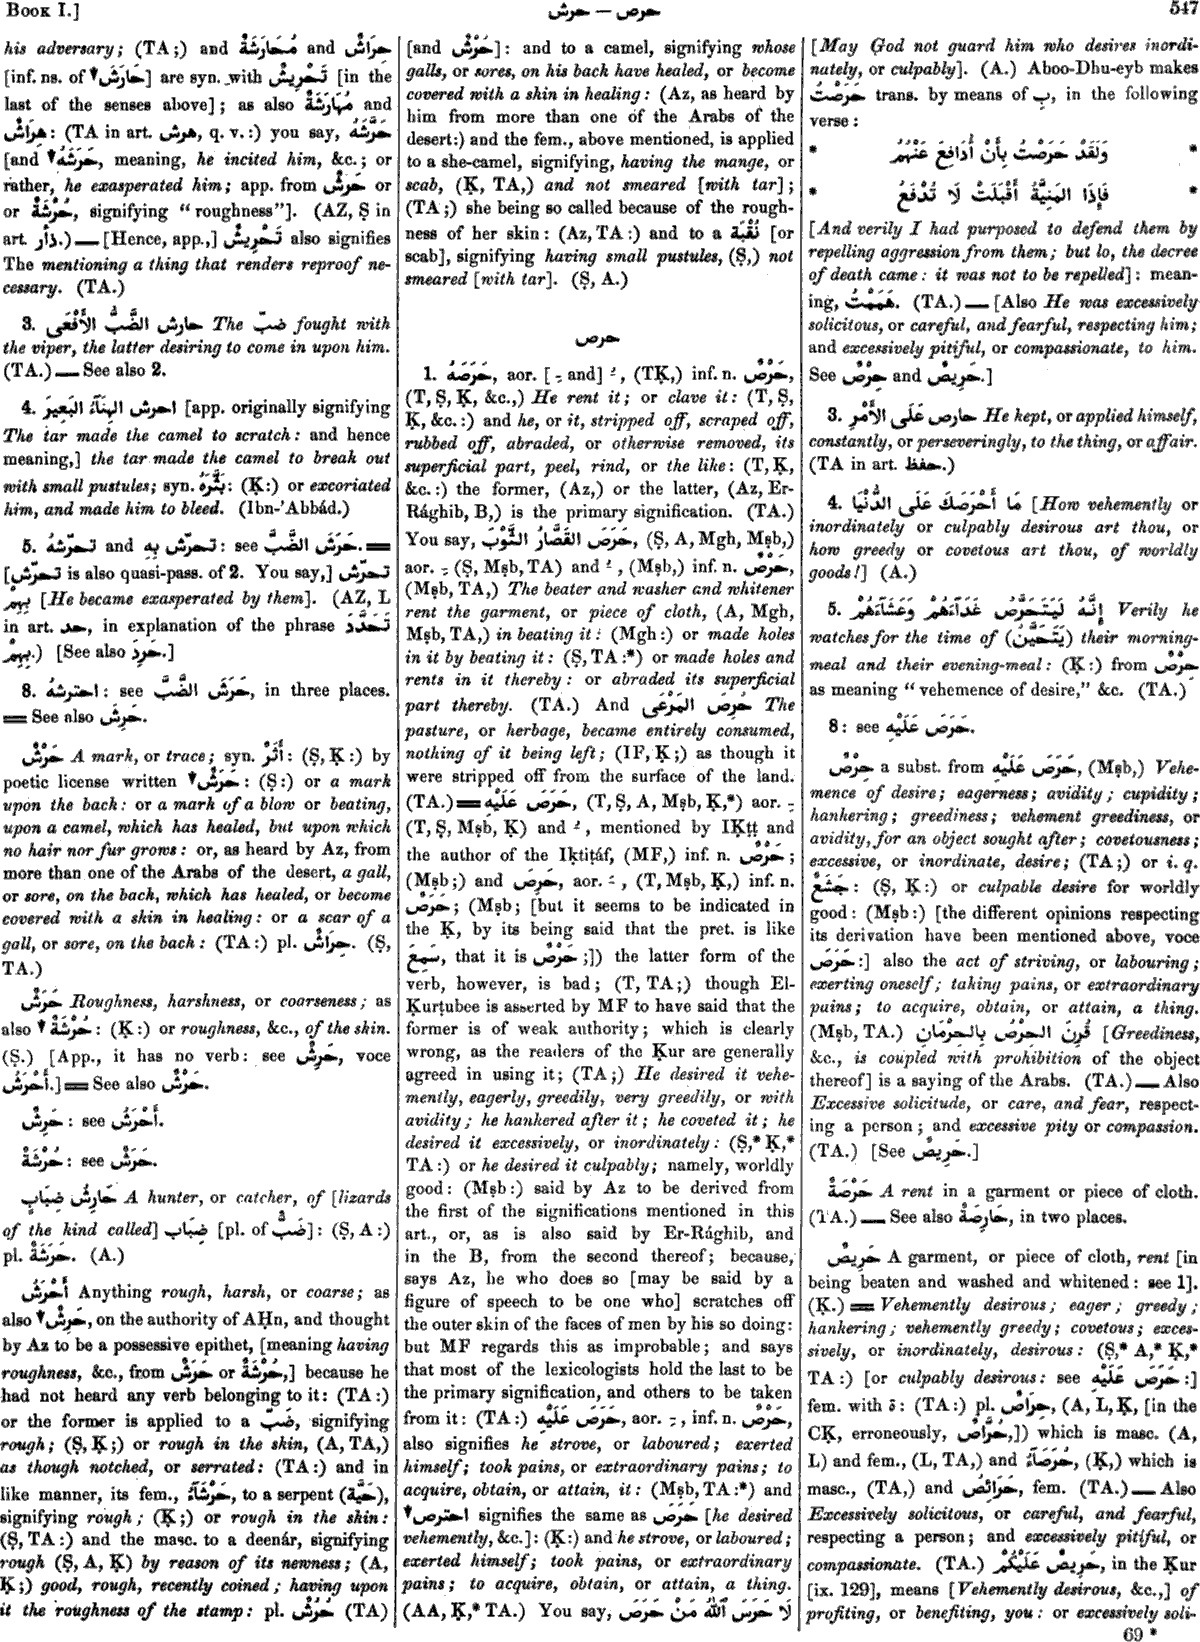 Book I.]
حرش — حرص
547
his adversary; (TA;) and مُحَارَشَةٌ and حِرَاشٌ
[inf. ns. of ▼حَارَشَ] are syn. with تَحْرِيشٌ [in the
last of the senses above]; as also مُهَارَشَةٌ and
هِرَاشٌ: (TA in art. هرش, q. v.:) you say, حَرَّشَهُ
[and ▼حَرَشَهُ, meaning, he incited him, &c.; or
rather, he exasperated him; app. from حَرْشٌ or
or حُرْشَةٌ, signifying "roughness"]. (AZ, Ṣ in
art. ذأر.) — [Hence, app.,] تَحْرِيشٌ also signifies
The mentioning a thing that renders reproof ne-
cessary. (TA.)
3. حارش الضَّبُّ الأَفْعَى The ضبّ fought with
the viper, the latter desiring to come in upon him.
(TA.) — See also 2.
4. احرش الهِنَآءُ البَعِيرَ [app. originally signifying
The tar made the camel to scratch: and hence
meaning,] the tar made the camel to break out
with small pustules; syn. بَثَّرَهُ: (Ḳ:) or excoriated
him, and made him to bleed. (Ibn-'Abbád.)
5. تحرّشهُ and تحرّش بِهِ: see حَرَشَ الضَّبَّ. ═
[تحرّش is also quasi-pass. of 2. You say,] تحرّش
بِهِمْ [He became exasperated by them]. (AZ, L
in art. حد, in explanation of the phrase تَحَدَّدَ
بِهِمْ.) [See also حَرِدَ.]
8. احترشهُ: see حَرَشَ الضَّبَّ, in three places.
═ See also حَرِشَ.
حَرْشٌ A mark, or trace; syn. أَثَرٌ: (Ṣ, Ḳ:) by
poetic license written ▼حَرَشٌ: (Ṣ:) or a mark
upon the back: or a mark of a blow or beating,
upon a camel, which has healed, but upon which
no hair nor fur grows: or, as heard by Az, from
more than one of the Arabs of the desert, a gall,
or sore, on the back, which has healed, or become
covered with a skin in healing: or a scar of a
gall, or sore, on the back: (TA:) pl. حِرَاشٌ. (Ṣ,
TA.)
حَرَشٌ Roughness, harshness, or coarseness; as
also ▼حُرْشَةٌ: (Ḳ:) or roughness, &c., of the skin.
(Ṣ.) [App., it has no verb: see حَرِشٌ, voce
أَحْرَشُ.] ═ See also حَرْشٌ.
حَرِشٌ: see أَحْرَشُ.
حُرْشَةٌ: see حَرَشٌ.
حَارِشُ ضِبَابٍ A hunter, or catcher, of [lizards
of the kind called] ضِبَاب [pl. of ضَبّ]: (Ṣ, A:)
pl. حَرَشَةٌ. (A.)
أَحْرَشُ Anything rough, harsh, or coarse; as
also ▼حَرِشٌ, on the authority of AḤn, and thought
by Az to be a possessive epithet, [meaning having
roughness, &c., from حَرَشٌ or حُرْشَةٌ,] because he
had not heard any verb belonging to it: (TA:)
or the former is applied to a ضَبّ, signifying
rough; (Ṣ, Ḳ;) or rough in the skin, (A, TA,)
as though notched, or serrated: (TA:) and in
like manner, its fem., حَرْشَآءُ, to a serpent (حَيَّة),
signifying rough; (Ḳ;) or rough in the skin:
(Ṣ, TA:) and the masc. to a deenár, signifying
rough (Ṣ, A, Ḳ) by reason of its newness; (A,
Ḳ;) good, rough, recently coined; having upon
it the roughness of the stamp: pl. حُرْشٌ (TA)
[and حُرُشٌ]: and to a camel, signifying whose
galls, or sores, on his back have healed, or become
covered with a skin in healing: (Az, as heard by
him from more than one of the Arabs of the
desert:) and the fem., above mentioned, is applied
to a she-camel, signifying, having the mange, or
scab, (Ḳ, TA,) and not smeared [with tar];
(TA;) she being so called because of the rough-
ness of her skin: (Az, TA:) and to a نُقْبَة [or
scab], signifying having small pustules, (Ṣ,) not
smeared [with tar]. (Ṣ, A.)
حرص
1. حَرَصَهُ, aor. [ ِ and] ُ, (TḲ,) inf. n. حَرْصٌ,
(T, Ṣ, Ḳ, &c.,) He rent it; or clave it: (T, Ṣ,
Ḳ, &c.:) and he, or it, stripped off, scraped off,
rubbed off, abraded, or otherwise removed, its
superficial part, peel, rind, or the like: (T, Ḳ,
&c.:) the former, (Az,) or the latter, (Az, Er-
Rághib, B,) is the primary signification. (TA.)
You say, حَرَصَ القَصَّارُ الثَّوْبَ, (Ṣ, A, Mgh, Mṣb,)
aor. ِ (Ṣ, Mṣb, TA) and ُ, (Mṣb,) inf. n. حَرْصٌ,
(Mṣb, TA,) The beater and washer and whitener
rent the garment, or piece of cloth, (A, Mgh,
Mṣb, TA,) in beating it: (Mgh:) or made holes
in it by beating it: (Ṣ, TA:*) or made holes and
rents in it thereby: or abraded its superficial
part thereby. (TA.) And حُرِصَ المَرْعَى The
pasture, or herbage, became entirely consumed,
nothing of it being left; (IF, Ḳ;) as though it
were stripped off from the surface of the land.
(TA.) ═ حَرَصَ عَلَيْهِ, (T, Ṣ, A, Mṣb, Ḳ,*) aor. ِ
(T, Ṣ, Mṣb, Ḳ) and ُ, mentioned by IḲṭṭ and
the author of the Iḳtiṭáf, (MF,) inf. n. حِرْصٌ;
(Mṣb;) and حَرِصَ, aor. َ, (T, Mṣb, Ḳ,) inf. n.
حَرَصٌ; (Mṣb; [but it seems to be indicated in
the Ḳ, by its being said that the pret. is like
سَمِعَ, that it is حِرْصٌ;]) the latter form of the
verb, however, is bad; (T, TA;) though El-
Ḳurṭubee is asserted by MF to have said that the
former is of weak authority; which is clearly
wrong, as the readers of the Ḳur are generally
agreed in using it; (TA;) He desired it vehe-
mently, eagerly, greedily, very greedily, or with
avidity; he hankered after it; he coveted it; he
desired it excessively, or inordinately: (Ṣ,* Ḳ,*
TA:) or he desired it culpably; namely, worldly
good: (Mṣb:) said by Az to be derived from
the first of the significations mentioned in this
art., or, as is also said by Er-Rághib, and
in the B, from the second thereof; because,
says Az, he who does so [may be said by a
figure of speech to be one who] scratches off
the outer skin of the faces of men by his so doing:
but MF regards this as improbable; and says
that most of the lexicologists hold the last to be
the primary signification, and others to be taken
from it: (TA:) حَرَصَ عَلَيْهِ, aor. ِ, inf. n. حِرْصٌ,
also signifies he strove, or laboured; exerted
himself; took pains, or extraordinary pains; to
acquire, obtain, or attain, it: (Mṣb, TA:*) and
▼احترص signifies the same as حَرَصَ [he desired
vehemently, &c.]: (Ḳ:) and he strove, or laboured;
exerted himself; took pains, or extraordinary
pains; to acquire, obtain, or attain, a thing.
(AA, Ḳ,* TA.) You say, لَا حَرَسَ ٱللّٰهُ مَنْ حَرَصَ
[May God not guard him who desires inordi-
nately, or culpably]. (A.) Aboo-Dhu-eyb makes
حَرَصْتُ trans. by means of بِ, in the following
verse:
* وَلَقَدْ حَرَصْتُ بِأَنْ أُدَافِعَ عَنْهُمُ *
* فَإِذَا المَنِيَّةُ أَقْبَلَتْ لَا تُدْفَعُ *
[And verily I had purposed to defend them by
repelling aggression from them; but lo, the decree
of death came: it was not to be repelled]: mean-
ing, هَمَمْتُ. (TA.) — [Also He was excessively
solicitous, or careful, and fearful, respecting him;
and excessively pitiful, or compassionate, to him.
See حِرْصٌ and حَرِيصٌ.]
3. حارص عَلَى الأَمْرِ He kept, or applied himself,
constantly, or perseveringly, to the thing, or affair.
(TA in art. حفظ.)
4. مَا أَحْرَصَكَ عَلَى الدُّنْيَا [How vehemently or
inordinately or culpably desirous art thou, or
how greedy or covetous art thou, of worldly
goods!] (A.)
5. إِنَّهُ لَيَتَحَرَّصُ غَدَآءَهُمْ وَعَشَآءَهُمْ Verily he
watches for the time of (يَتَحَيَّنُ) their morning-
meal and their evening-meal: (Ḳ:) from حِرْصٌ
as meaning "vehemence of desire," &c. (TA.)
8: see حَرَصَ عَلَيْهِ.
حِرْصٌ a subst. from حَرَصَ عَلَيْهِ, (Mṣb,) Vehe-
mence of desire; eagerness; avidity; cupidity;
hankering; greediness; vehement greediness, or
avidity, for an object sought after; covetousness;
excessive, or inordinate, desire; (TA;) or i. q.
جَشَعٌ: (Ṣ, Ḳ:) or culpable desire for worldly
good: (Mṣb:) [the different opinions respecting
its derivation have been mentioned above, voce
حَرَصَ:] also the act of striving, or labouring;
exerting oneself; taking pains, or extraordinary
pains; to acquire, obtain, or attain, a thing.
(Mṣb, TA.) قُرِنَ الحِرْصُ بِالحِرْمَانِ [Greediness,
&c., is coupled with prohibition of the object
thereof] is a saying of the Arabs. (TA.) — Also
Excessive solicitude, or care, and fear, respect-
ing a person; and excessive pity or compassion.
(TA.) [See حَرِيصٌ.]
حَرْصَةٌ A rent in a garment or piece of cloth.
(TA.) — See also حَارِصَةٌ, in two places.
حَرِيصٌ A garment, or piece of cloth, rent [in
being beaten and washed and whitened: see 1].
(Ḳ.) ═ Vehemently desirous; eager; greedy;
hankering; vehemently greedy; covetous; exces-
sively, or inordinately, desirous: (Ṣ,* A,* Ḳ,*
TA:) [or culpably desirous: see حَرَصَ عَلَيْهِ:]
fem. with ة: (TA:) pl. حِرَاصٌ, (A, L, Ḳ, [in the
CḲ, erroneously, حُرَّاصٌ,]) which is masc. (A,
L) and fem., (L, TA,) and حُرَصَآءُ, (Ḳ,) which is
masc., (TA,) and حَرَائِصُ, fem. (TA.) — Also
Excessively solicitous, or careful, and fearful,
respecting a person; and excessively pitiful, or
compassionate. (TA.) حَرِيصٌ عَلَيْكُمْ, in the Ḳur
[ix. 129], means [Vehemently desirous, &c.,] of
profiting, or benefiting, you: or excessively soli-
69 *